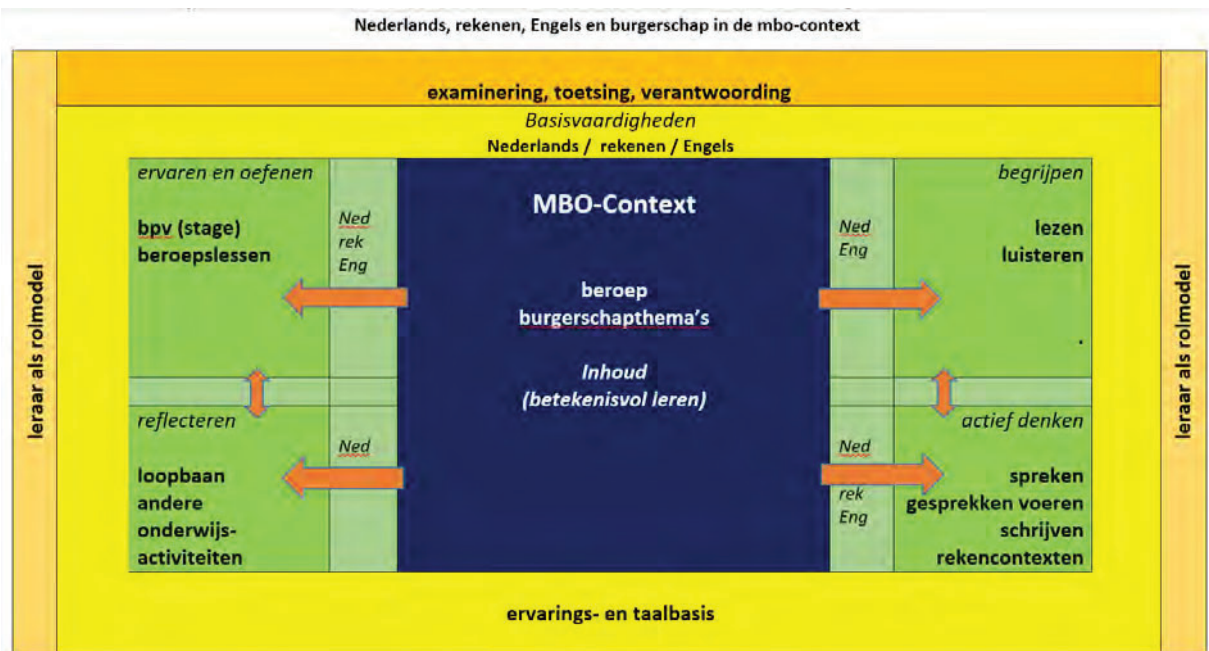 Nederlands, rekenen, Engels en burgerschap in de mbo-context
examinering, toetsing, verantwoording
Basisvaardigheden
Nederlands / rekenen / Engels
leraar als rolmodel
ervaren en oefenen
bpv (stage)
beroepslessen
Ned
rek
Eng
MBO-Context
beroep
burgerschapthema's
Inhoud
(betekenisvol leren)
Ned
Eng
begrijpen
lezen
luisteren
.
reflecteren
loopbaan
andere
onderwijs-
activiteiten
Ned
Ned
rek
Eng
actief denken
spreken
gesprekken voeren
schrijven
rekencontexten
leraar als rolmodel
ervarings- en taalbasis